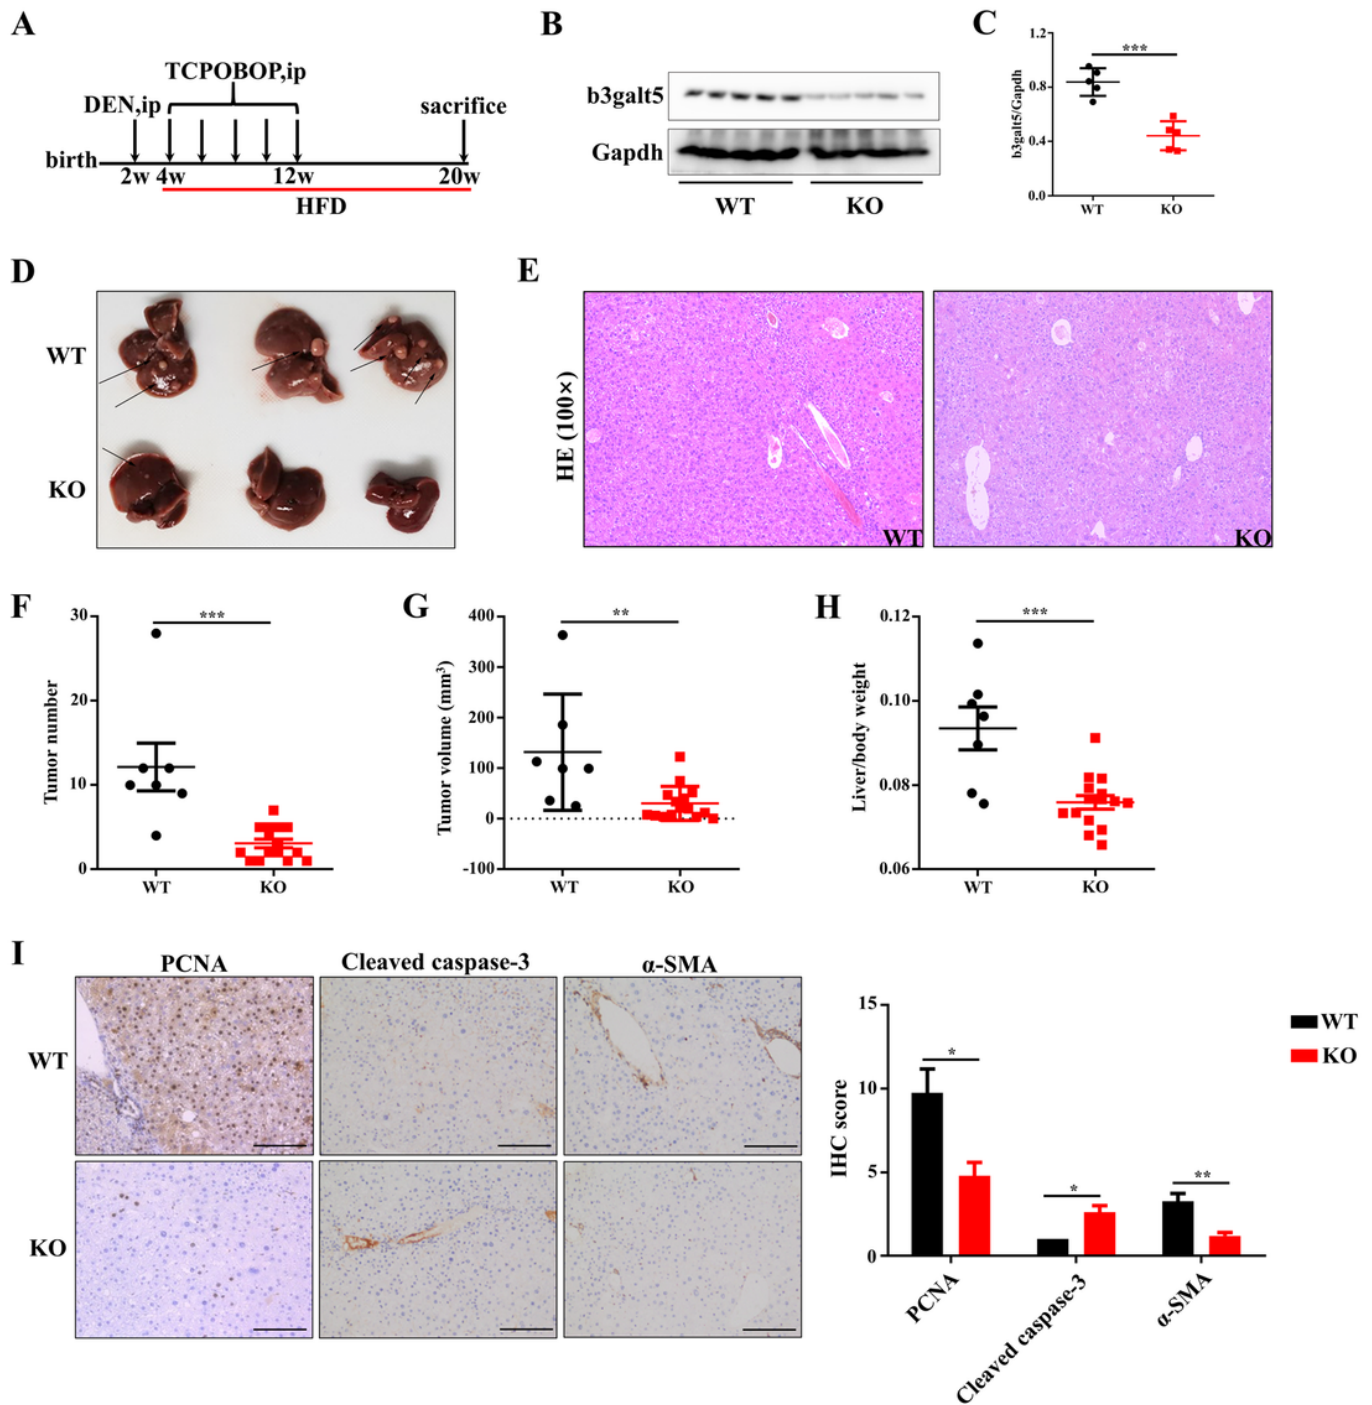 A
TCPOBOP,ip
DEN,ip
sacrifice
birth
2w 4w 12w 20w
HFD
B
b3galt5
Gapdh
WT KO
C
1.2
***
0.8
0.4
0.0
b3galt5/Gapdh
WT KO
D
WT
KO
E
HE (100×)
WT
KO
F
30
***
20
10
0
Tumor number
WT KO
G
400
**
300
200
100
0
-100
Tumor volume (mm³)
WT KO
H
0.12
***
0.10
0.08
0.06
Liver/body weight
WT KO
I
PCNA Cleaved caspase-3 α-SMA
WT
KO
15
10
5
0
IHC score
*
*
**
WT
KO
PCNA
Cleaved caspase-3
α-SMA